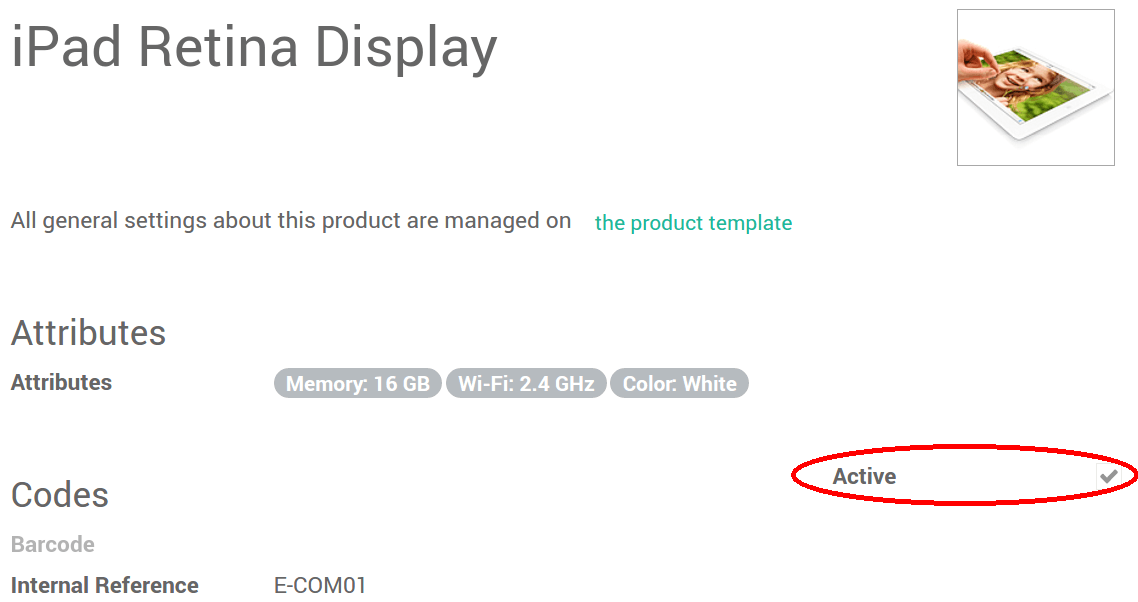 iPad Retina Display
All general settings about this product are managed on the product template
Attributes
Attributes Memory: 16 GB Wi-Fi: 2.4 GHz Color: White
Active
Codes
Barcode
Internal Reference E-COM01